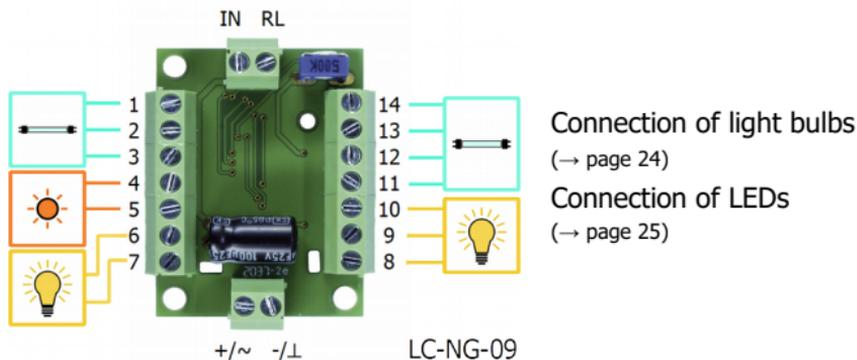 IN RL
500K
1
2
3
4
5
6
7
14
13
12
11
10
9
8
Connection of light bulbs
(→ page 24)
Connection of LEDs
(→ page 25)
+/~ -/⊥
LC-NG-09